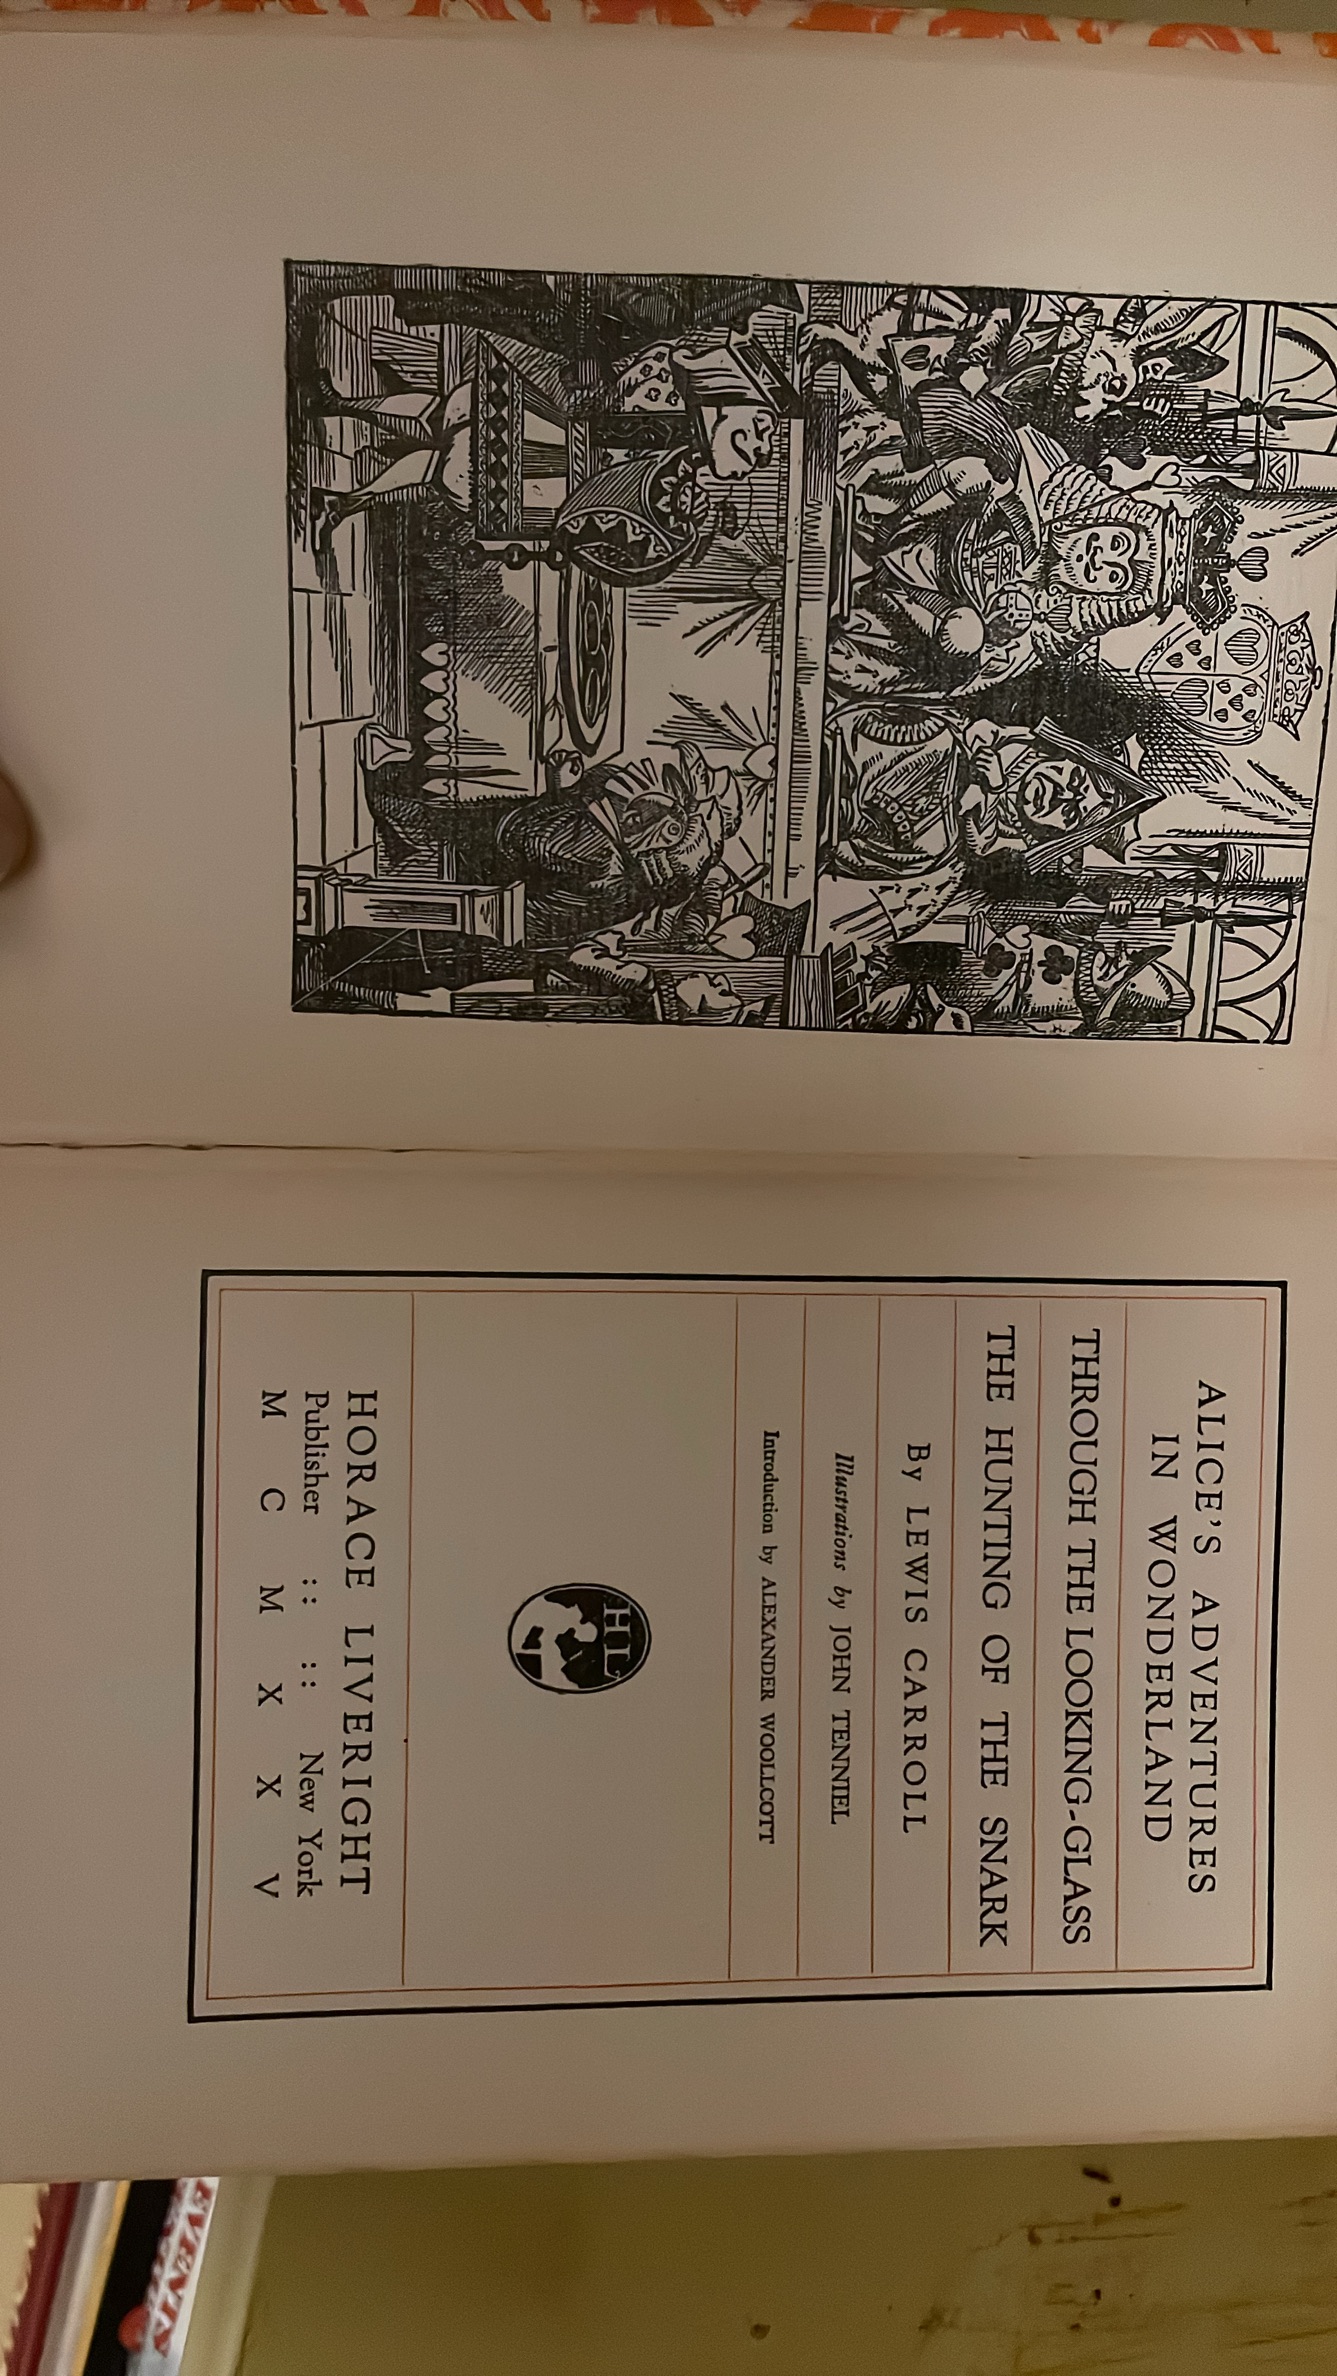 ALICE'S ADVENTURES
IN WONDERLAND
THROUGH THE LOOKING-GLASS
THE HUNTING OF THE SNARK
By LEWIS CARROLL
Illustrations by JOHN TENNIEL
Introduction by ALEXANDER WOOLLCOTT
HL
HORACE LIVERIGHT
Publisher :: :: New York
M C M X X V